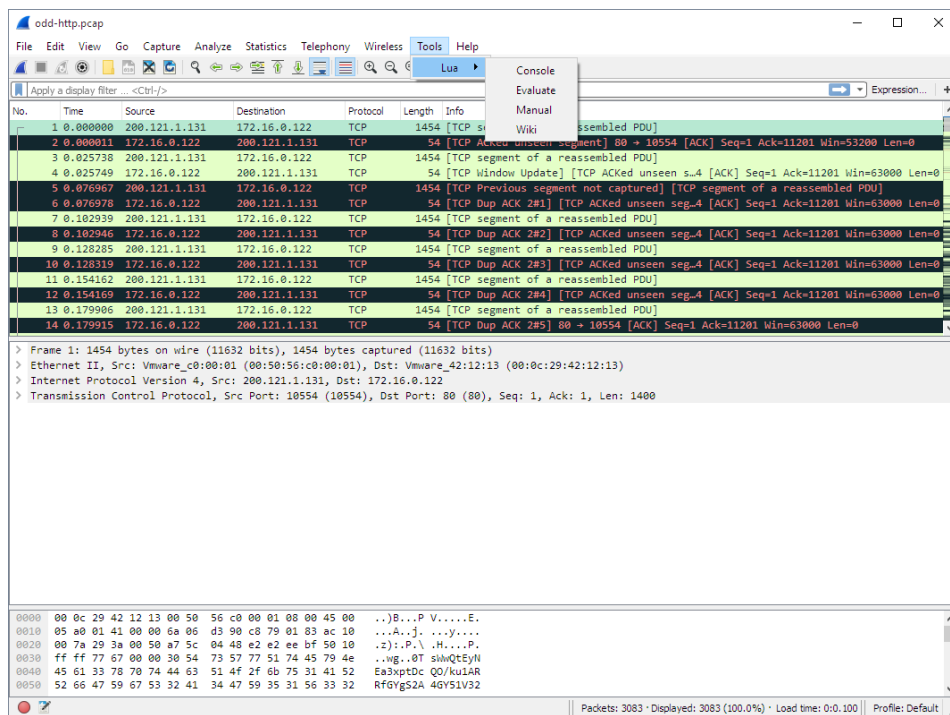 odd-http.pcap
File Edit View Go Capture Analyze Statistics Telephony Wireless Tools Help
Lua
Console
Evaluate
Manual
Wiki
Apply a display filter ... <Ctrl-/> Expression... +
No. Time Source Destination Protocol Length Info
1 0.000000 200.121.1.131 172.16.0.122 TCP 1454 [TCP assembled PDU]
2 0.000011 172.16.0.122 200.121.1.131 TCP 54 [TCP ACKed unseen segment] 80 → 10554 [ACK] Seq=1 Ack=11201 Win=53200 Len=0
3 0.025738 200.121.1.131 172.16.0.122 TCP 1454 [TCP segment of a reassembled PDU]
4 0.025749 172.16.0.122 200.121.1.131 TCP 54 [TCP Window Update] [TCP ACKed unseen s…4 [ACK] Seq=1 Ack=11201 Win=63000 Len=0
5 0.076967 200.121.1.131 172.16.0.122 TCP 1454 [TCP Previous segment not captured] [TCP segment of a reassembled PDU]
6 0.076978 172.16.0.122 200.121.1.131 TCP 54 [TCP Dup ACK 2#1] [TCP ACKed unseen seg…4 [ACK] Seq=1 Ack=11201 Win=63000 Len=0
7 0.102939 200.121.1.131 172.16.0.122 TCP 1454 [TCP segment of a reassembled PDU]
8 0.102946 172.16.0.122 200.121.1.131 TCP 54 [TCP Dup ACK 2#2] [TCP ACKed unseen seg…4 [ACK] Seq=1 Ack=11201 Win=63000 Len=0
9 0.128285 200.121.1.131 172.16.0.122 TCP 1454 [TCP segment of a reassembled PDU]
10 0.128319 172.16.0.122 200.121.1.131 TCP 54 [TCP Dup ACK 2#3] [TCP ACKed unseen seg…4 [ACK] Seq=1 Ack=11201 Win=63000 Len=0
11 0.154162 200.121.1.131 172.16.0.122 TCP 1454 [TCP segment of a reassembled PDU]
12 0.154169 172.16.0.122 200.121.1.131 TCP 54 [TCP Dup ACK 2#4] [TCP ACKed unseen seg…4 [ACK] Seq=1 Ack=11201 Win=63000 Len=0
13 0.179906 200.121.1.131 172.16.0.122 TCP 1454 [TCP segment of a reassembled PDU]
14 0.179915 172.16.0.122 200.121.1.131 TCP 54 [TCP Dup ACK 2#5] 80 → 10554 [ACK] Seq=1 Ack=11201 Win=63000 Len=0
> Frame 1: 1454 bytes on wire (11632 bits), 1454 bytes captured (11632 bits)
> Ethernet II, Src: Vmware_c0:00:01 (00:50:56:c0:00:01), Dst: Vmware_42:12:13 (00:0c:29:42:12:13)
> Internet Protocol Version 4, Src: 200.121.1.131, Dst: 172.16.0.122
> Transmission Control Protocol, Src Port: 10554 (10554), Dst Port: 80 (80), Seq: 1, Ack: 1, Len: 1400
0000 00 0c 29 42 12 13 00 50 56 c0 00 01 08 00 45 00 ..)B...P V.....E.
0010 05 a0 01 41 00 00 6a 06 d3 90 c8 79 01 83 ac 10 ...A..j. ...y....
0020 00 7a 29 3a 00 50 a7 5c 04 48 e2 e2 ee bf 50 10 .z):.P.\ .H....P.
0030 ff ff 77 67 00 00 30 54 73 57 77 51 74 45 79 4e ..wg..0T sWwQtEyN
0040 45 61 33 78 70 74 44 63 51 4f 2f 6b 75 31 41 52 Ea3xptDc QO/ku1AR
0050 52 66 47 59 67 53 32 41 34 47 59 35 31 56 33 32 RfGYgS2A 4GY51V32
Packets: 3083 · Displayed: 3083 (100.0%) · Load time: 0:0.100 Profile: Default